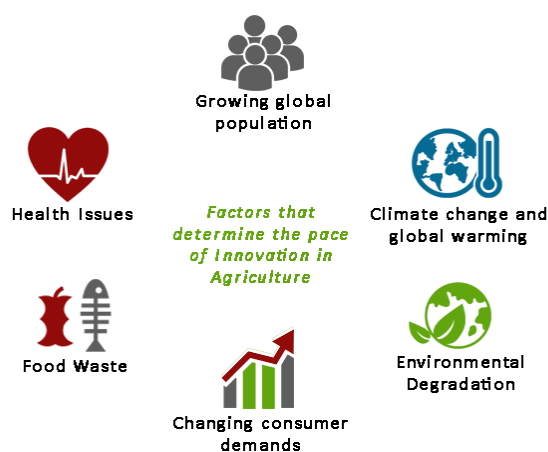 Growing global
population
Health Issues
Factors that
determine the pace
of Innovation in
Agriculture
Climate change and
global warming
Food Waste
Environmental
Degradation
Changing consumer
demands